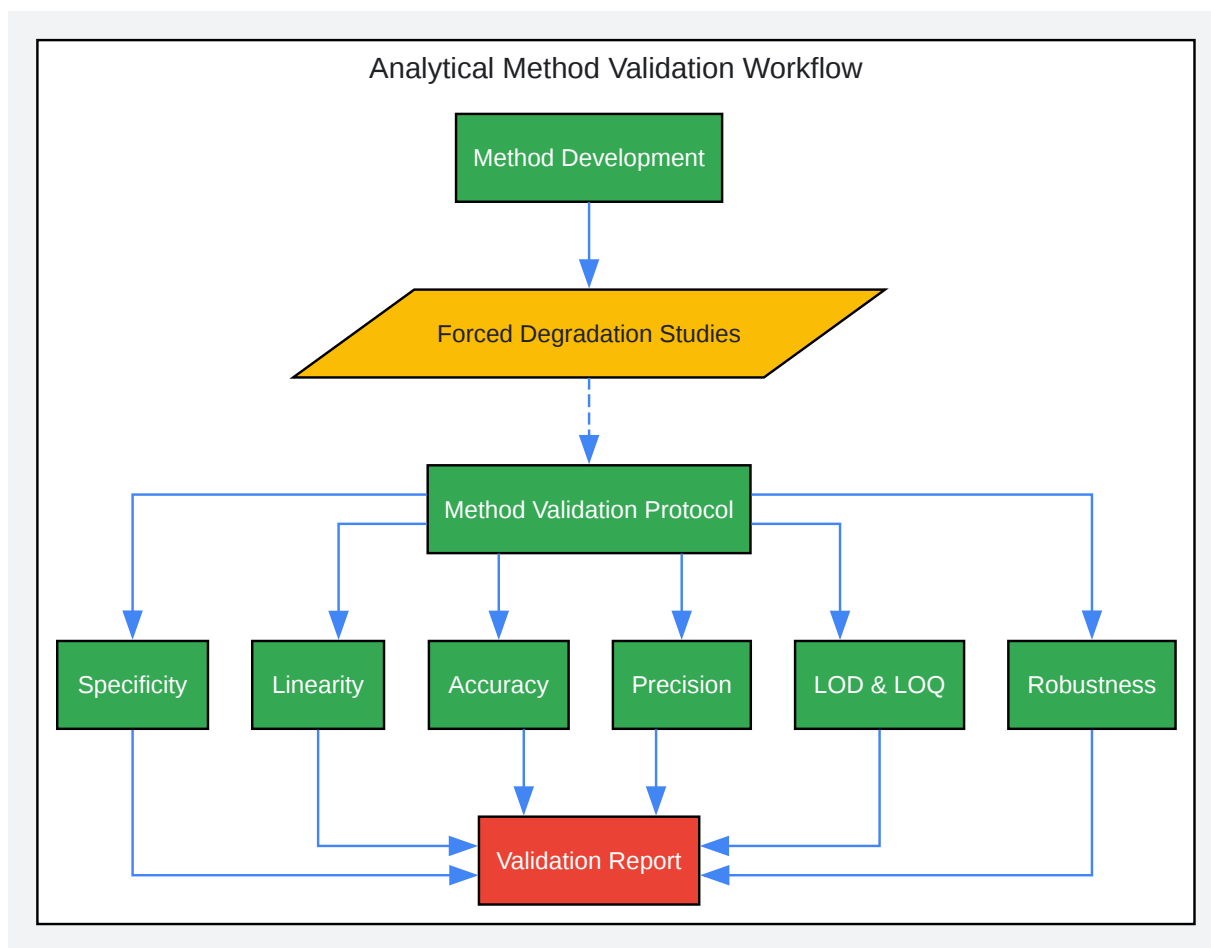 Analytical Method Validation Workflow
Method Development
Forced Degradation Studies
Method Validation Protocol
Specificity
Linearity
Accuracy
Precision
LOD & LOQ
Robustness
Validation Report